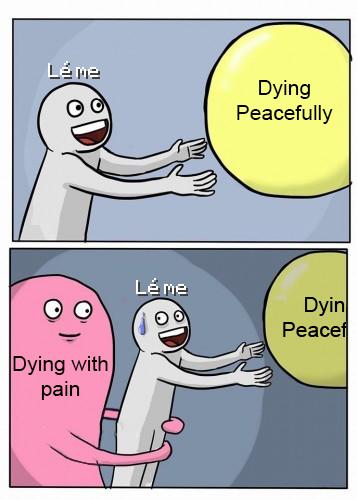 Lé me
Dying
Peacefully
Lé me
Dyin
Peacef
Dying with
pain